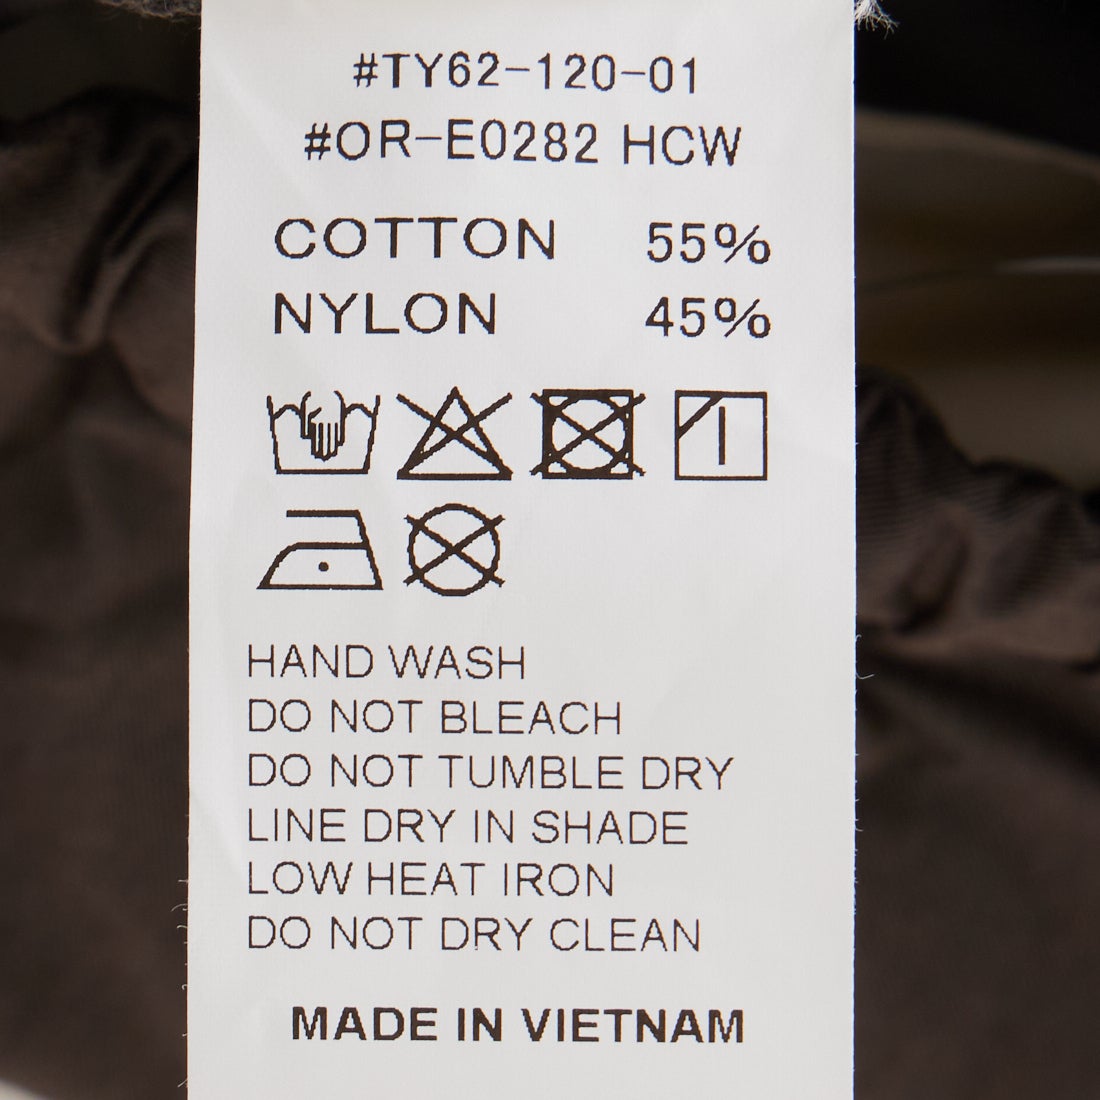 #TY62-120-01
#OR-E0282 HCW
COTTON 55%
NYLON 45%
HAND WASH
DO NOT BLEACH
DO NOT TUMBLE DRY
LINE DRY IN SHADE
LOW HEAT IRON
DO NOT DRY CLEAN
MADE IN VIETNAM